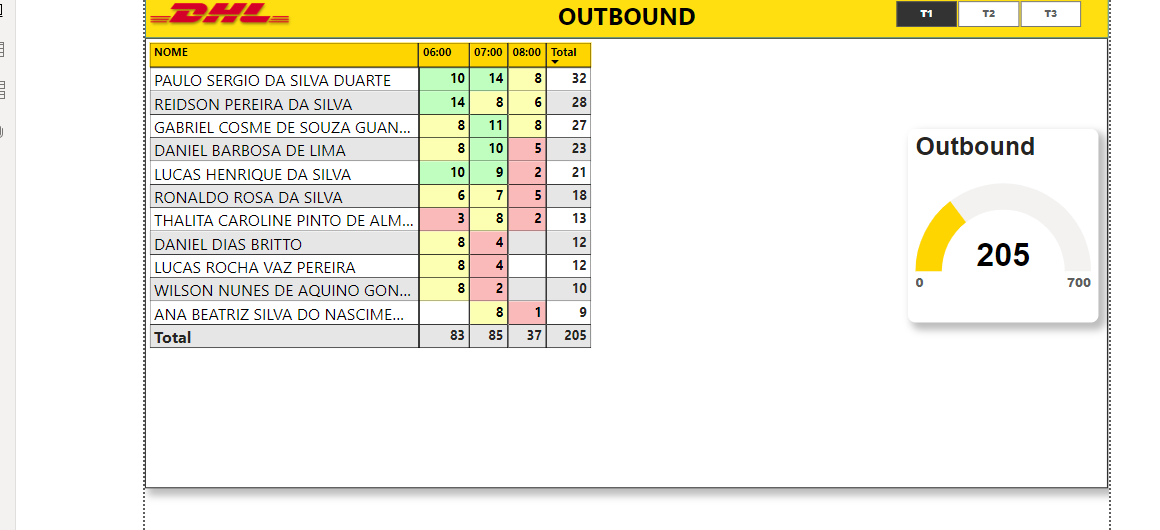 DHL
OUTBOUND
T1 T2 T3
NOME 06:00 07:00 08:00 Total
PAULO SERGIO DA SILVA DUARTE 10 14 8 32
REIDSON PEREIRA DA SILVA 14 8 6 28
GABRIEL COSME DE SOUZA GUAN... 8 11 8 27
DANIEL BARBOSA DE LIMA 8 10 5 23
LUCAS HENRIQUE DA SILVA 10 9 2 21
RONALDO ROSA DA SILVA 6 7 5 18
THALITA CAROLINE PINTO DE ALM... 3 8 2 13
DANIEL DIAS BRITTO 8 4 12
LUCAS ROCHA VAZ PEREIRA 8 4 12
WILSON NUNES DE AQUINO GON... 8 2 10
ANA BEATRIZ SILVA DO NASCIME... 8 1 9
Total 83 85 37 205
Outbound
205
0 700